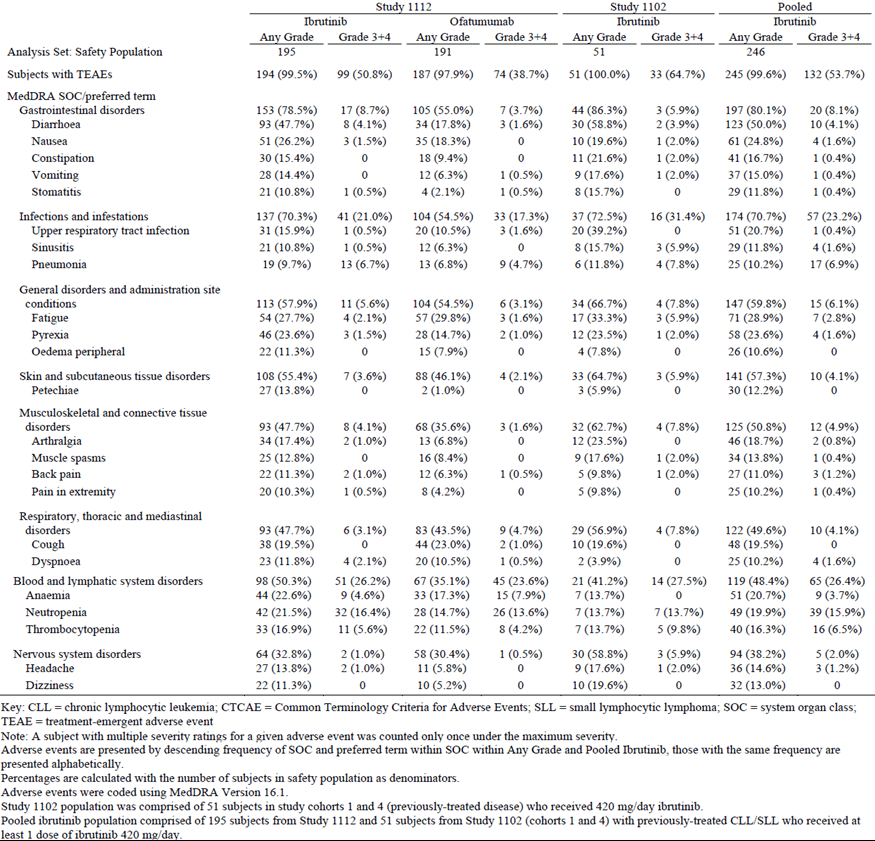 Study 1112 Study 1102 Pooled
Ibrutinib Ofatumumab Ibrutinib Ibrutinib
Any Grade Grade 3+4 Any Grade Grade 3+4 Any Grade Grade 3+4 Any Grade Grade 3+4
Analysis Set: Safety Population 195 191 51 246
Subjects with TEAEs 194 (99.5%) 99 (50.8%) 187 (97.9%) 74 (38.7%) 51 (100.0%) 33 (64.7%) 245 (99.6%) 132 (53.7%)
MedDRA SOC/preferred term
Gastrointestinal disorders 153 (78.5%) 17 (8.7%) 105 (55.0%) 7 (3.7%) 44 (86.3%) 3 (5.9%) 197 (80.1%) 20 (8.1%)
Diarrhoea 93 (47.7%) 8 (4.1%) 34 (17.8%) 3 (1.6%) 30 (58.8%) 2 (3.9%) 123 (50.0%) 10 (4.1%)
Nausea 51 (26.2%) 3 (1.5%) 35 (18.3%) 0 10 (19.6%) 1 (2.0%) 61 (24.8%) 4 (1.6%)
Constipation 30 (15.4%) 0 18 (9.4%) 0 11 (21.6%) 1 (2.0%) 41 (16.7%) 1 (0.4%)
Vomiting 28 (14.4%) 0 12 (6.3%) 1 (0.5%) 9 (17.6%) 1 (2.0%) 37 (15.0%) 1 (0.4%)
Stomatitis 21 (10.8%) 1 (0.5%) 4 (2.1%) 1 (0.5%) 8 (15.7%) 0 29 (11.8%) 1 (0.4%)
Infections and infestations 137 (70.3%) 41 (21.0%) 104 (54.5%) 33 (17.3%) 37 (72.5%) 16 (31.4%) 174 (70.7%) 57 (23.2%)
Upper respiratory tract infection 31 (15.9%) 1 (0.5%) 20 (10.5%) 3 (1.6%) 20 (39.2%) 0 51 (20.7%) 1 (0.4%)
Sinusitis 21 (10.8%) 1 (0.5%) 12 (6.3%) 0 8 (15.7%) 3 (5.9%) 29 (11.8%) 4 (1.6%)
Pneumonia 19 (9.7%) 13 (6.7%) 13 (6.8%) 9 (4.7%) 6 (11.8%) 4 (7.8%) 25 (10.2%) 17 (6.9%)
General disorders and administration site
conditions 113 (57.9%) 11 (5.6%) 104 (54.5%) 6 (3.1%) 34 (66.7%) 4 (7.8%) 147 (59.8%) 15 (6.1%)
Fatigue 54 (27.7%) 4 (2.1%) 57 (29.8%) 3 (1.6%) 17 (33.3%) 3 (5.9%) 71 (28.9%) 7 (2.8%)
Pyrexia 46 (23.6%) 3 (1.5%) 28 (14.7%) 2 (1.0%) 12 (23.5%) 1 (2.0%) 58 (23.6%) 4 (1.6%)
Oedema peripheral 22 (11.3%) 0 15 (7.9%) 0 4 (7.8%) 0 26 (10.6%) 0
Skin and subcutaneous tissue disorders 108 (55.4%) 7 (3.6%) 88 (46.1%) 4 (2.1%) 33 (64.7%) 3 (5.9%) 141 (57.3%) 10 (4.1%)
Petechiae 27 (13.8%) 0 2 (1.0%) 0 3 (5.9%) 0 30 (12.2%) 0
Musculoskeletal and connective tissue
disorders 93 (47.7%) 8 (4.1%) 68 (35.6%) 3 (1.6%) 32 (62.7%) 4 (7.8%) 125 (50.8%) 12 (4.9%)
Arthralgia 34 (17.4%) 2 (1.0%) 13 (6.8%) 0 12 (23.5%) 0 46 (18.7%) 2 (0.8%)
Muscle spasms 25 (12.8%) 0 16 (8.4%) 0 9 (17.6%) 1 (2.0%) 34 (13.8%) 1 (0.4%)
Back pain 22 (11.3%) 2 (1.0%) 12 (6.3%) 1 (0.5%) 5 (9.8%) 1 (2.0%) 27 (11.0%) 3 (1.2%)
Pain in extremity 20 (10.3%) 1 (0.5%) 8 (4.2%) 0 5 (9.8%) 0 25 (10.2%) 1 (0.4%)
Respiratory, thoracic and mediastinal
disorders 93 (47.7%) 6 (3.1%) 83 (43.5%) 9 (4.7%) 29 (56.9%) 4 (7.8%) 122 (49.6%) 10 (4.1%)
Cough 38 (19.5%) 0 44 (23.0%) 2 (1.0%) 10 (19.6%) 0 48 (19.5%) 0
Dyspnoea 23 (11.8%) 4 (2.1%) 20 (10.5%) 1 (0.5%) 2 (3.9%) 0 25 (10.2%) 4 (1.6%)
Blood and lymphatic system disorders 98 (50.3%) 51 (26.2%) 67 (35.1%) 45 (23.6%) 21 (41.2%) 14 (27.5%) 119 (48.4%) 65 (26.4%)
Anaemia 44 (22.6%) 9 (4.6%) 33 (17.3%) 15 (7.9%) 7 (13.7%) 0 51 (20.7%) 9 (3.7%)
Neutropenia 42 (21.5%) 32 (16.4%) 28 (14.7%) 26 (13.6%) 7 (13.7%) 7 (13.7%) 49 (19.9%) 39 (15.9%)
Thrombocytopenia 33 (16.9%) 11 (5.6%) 22 (11.5%) 8 (4.2%) 7 (13.7%) 5 (9.8%) 40 (16.3%) 16 (6.5%)
Nervous system disorders 64 (32.8%) 2 (1.0%) 58 (30.4%) 1 (0.5%) 30 (58.8%) 3 (5.9%) 94 (38.2%) 5 (2.0%)
Headache 27 (13.8%) 2 (1.0%) 11 (5.8%) 0 9 (17.6%) 1 (2.0%) 36 (14.6%) 3 (1.2%)
Dizziness 22 (11.3%) 0 10 (5.2%) 0 10 (19.6%) 0 32 (13.0%) 0
Key: CLL = chronic lymphocytic leukemia; CTCAE = Common Terminology Criteria for Adverse Events; SLL = small lymphocytic lymphoma; SOC = system organ class;
TEAE = treatment-emergent adverse event
Note: A subject with multiple severity ratings for a given adverse event was counted only once under the maximum severity.
Adverse events are presented by descending frequency of SOC and preferred term within SOC within Any Grade and Pooled Ibrutinib, those with the same frequency are
presented alphabetically.
Percentages are calculated with the number of subjects in safety population as denominators.
Adverse events were coded using MedDRA Version 16.1.
Study 1102 population was comprised of 51 subjects in study cohorts 1 and 4 (previously-treated disease) who received 420 mg/day ibrutinib.
Pooled ibrutinib population comprised of 195 subjects from Study 1112 and 51 subjects from Study 1102 (cohorts 1 and 4) with previously-treated CLL/SLL who received at
least 1 dose of ibrutinib 420 mg/day.